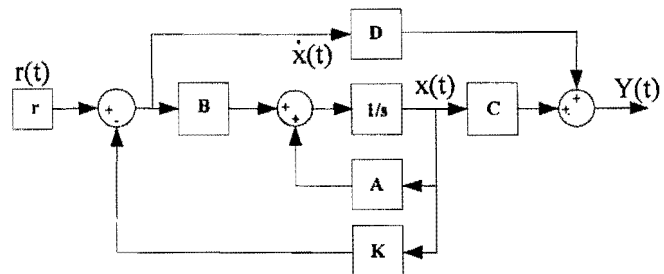 D
ẋ(t)
r(t)
x(t)
Y(t)
r
+
-
B
+
+
1/s
C
+
+
A
K